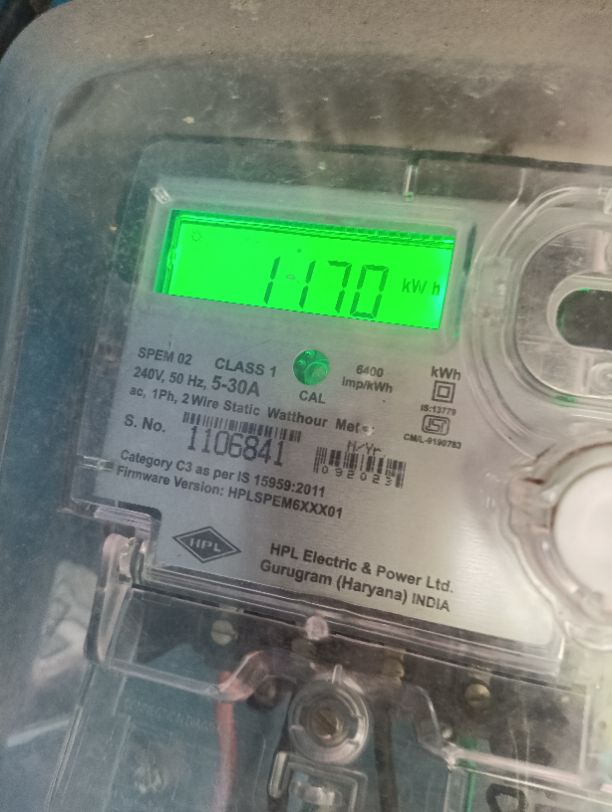 1170 kWh
SPEM 02 CLASS 1 6400 kWh
240V, 50 Hz, 5-30A imp/kWh
CAL
ac, 1Ph, 2 Wire Static Watthour Meter
IS:13779
ISI
CM/L-9190783
S. No. 1106841
M/Yr
092023
Category C3 as per IS 15959:2011
Firmware Version: HPLSPEM6XXX01
HPL
HPL Electric & Power Ltd.
Gurugram (Haryana) INDIA